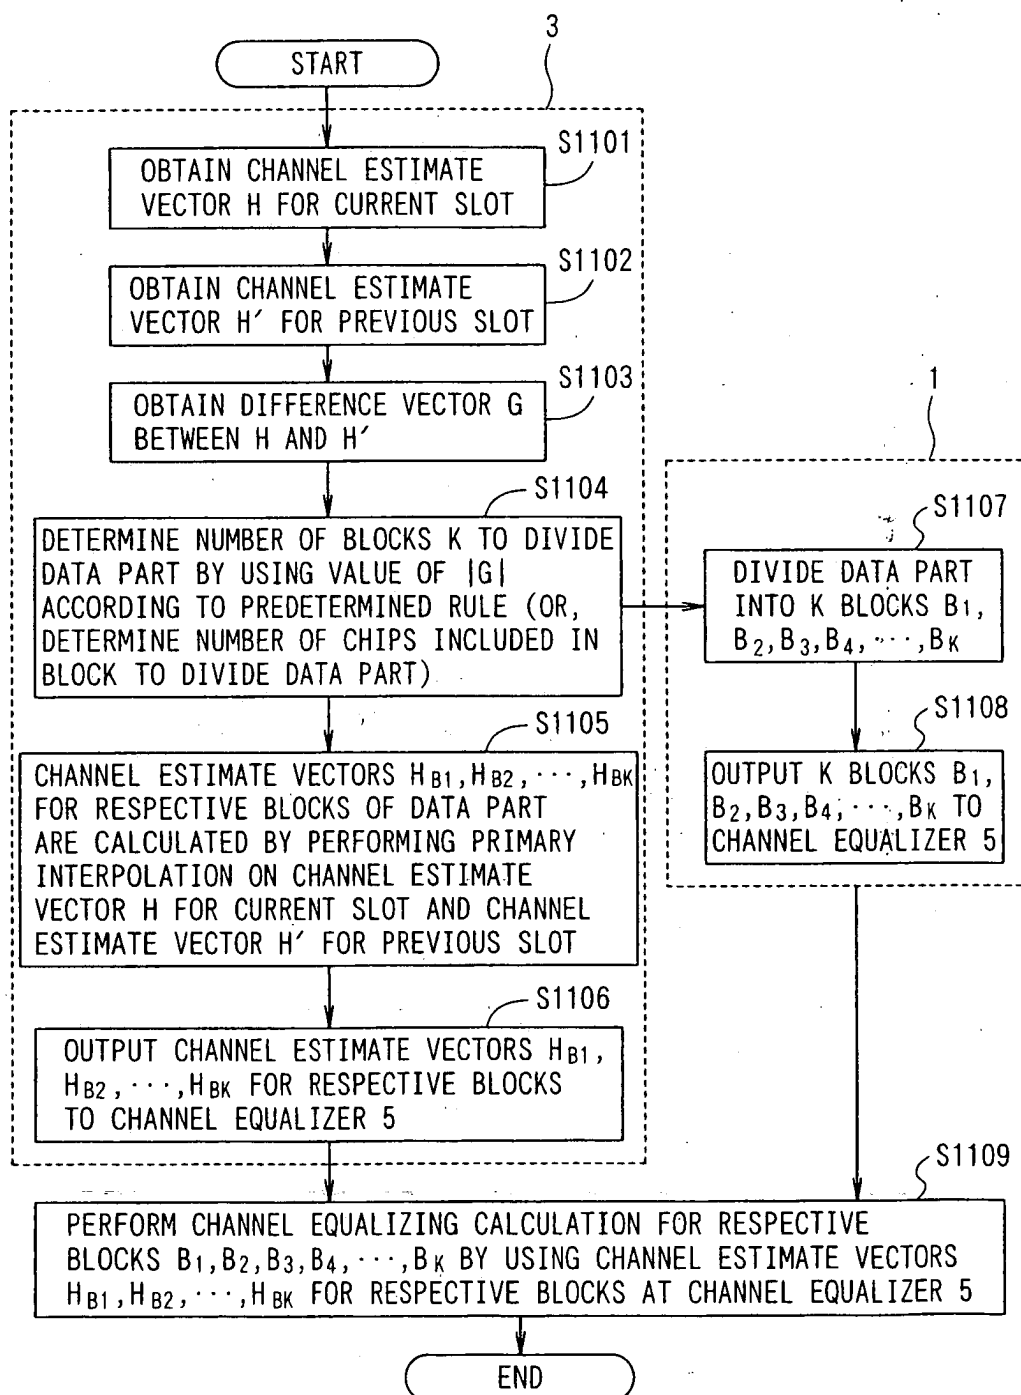 3
START
S1101
OBTAIN CHANNEL ESTIMATE
VECTOR H FOR CURRENT SLOT
S1102
OBTAIN CHANNEL ESTIMATE
VECTOR H′ FOR PREVIOUS SLOT
S1103
OBTAIN DIFFERENCE VECTOR G
BETWEEN H AND H′
S1104
DETERMINE NUMBER OF BLOCKS K TO DIVIDE
DATA PART BY USING VALUE OF |G|
ACCORDING TO PREDETERMINED RULE (OR,
DETERMINE NUMBER OF CHIPS INCLUDED IN
BLOCK TO DIVIDE DATA PART)
1
S1107
DIVIDE DATA PART
INTO K BLOCKS B1,
B2,B3,B4,···,BK
S1108
OUTPUT K BLOCKS B1,
B2,B3,B4,···,BK TO
CHANNEL EQUALIZER 5
S1105
CHANNEL ESTIMATE VECTORS HB1,HB2,···,HBK
FOR RESPECTIVE BLOCKS OF DATA PART
ARE CALCULATED BY PERFORMING PRIMARY
INTERPOLATION ON CHANNEL ESTIMATE
VECTOR H FOR CURRENT SLOT AND CHANNEL
ESTIMATE VECTOR H′ FOR PREVIOUS SLOT
S1106
OUTPUT CHANNEL ESTIMATE VECTORS HB1,
HB2,···,HBK FOR RESPECTIVE BLOCKS
TO CHANNEL EQUALIZER 5
S1109
PERFORM CHANNEL EQUALIZING CALCULATION FOR RESPECTIVE
BLOCKS B1,B2,B3,B4,···,BK BY USING CHANNEL ESTIMATE VECTORS
HB1,HB2,···,HBK FOR RESPECTIVE BLOCKS AT CHANNEL EQUALIZER 5
END